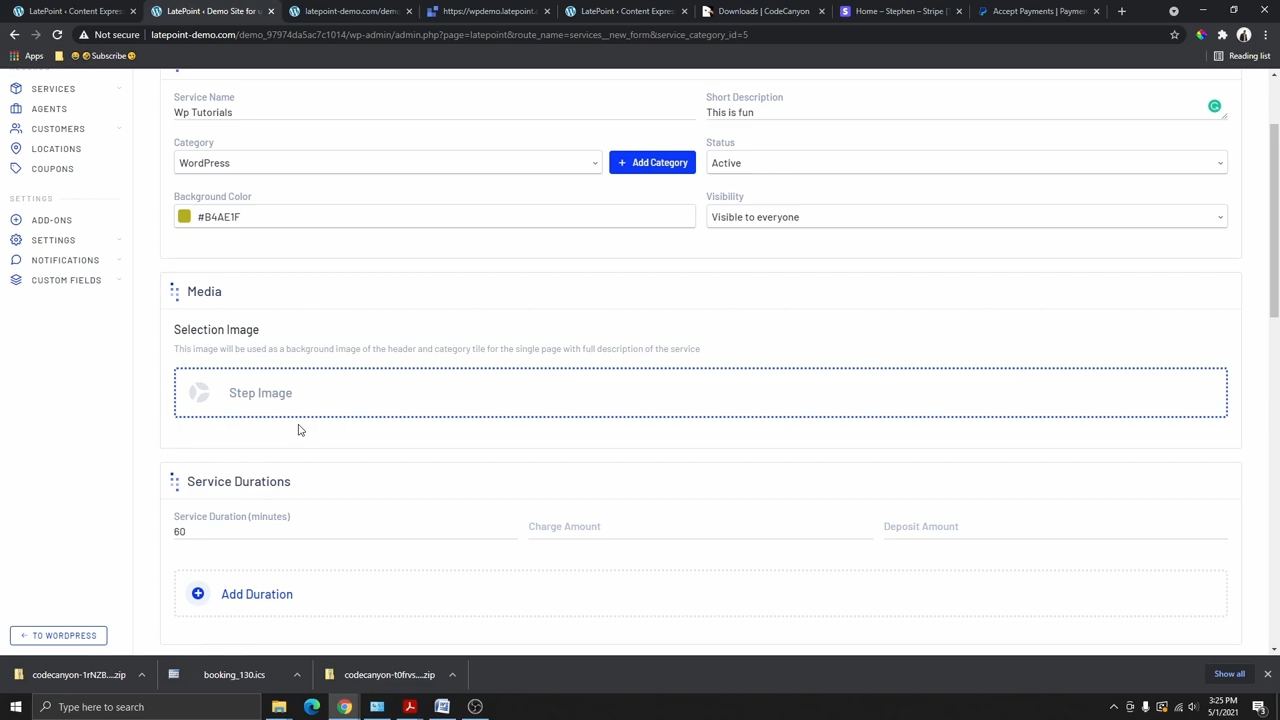 LatePoint ‹ Content Express
LatePoint ‹ Demo Site for u
latepoint-demo.com/demo
https://wpdemo.latepoint
LatePoint ‹ Content Express
Downloads | CodeCanyon
Home – Stephen – Stripe [
Accept Payments | Paymen
Not secure | latepoint-demo.com/demo_97974da5ac7c1014/wp-admin/admin.php?page=latepoint&route_name=services__new_form&service_category_id=5
Apps
Subscribe
Reading list
SERVICES
AGENTS
CUSTOMERS
LOCATIONS
COUPONS
SETTINGS
ADD-ONS
SETTINGS
NOTIFICATIONS
CUSTOM FIELDS
← TO WORDPRESS
Service Name
Wp Tutorials
Short Description
This is fun
Category
WordPress
+ Add Category
Status
Active
Background Color
#B4AE1F
Visibility
Visible to everyone
Media
Selection Image
This image will be used as a background image of the header and category tile for the single page with full description of the service
Step Image
Service Durations
Service Duration (minutes)
60
Charge Amount
Deposit Amount
Add Duration
codecanyon-1rNZB....zip
booking_130.ics
codecanyon-t0frvs....zip
Show all
Type here to search
3:25 PM
5/1/2021
3